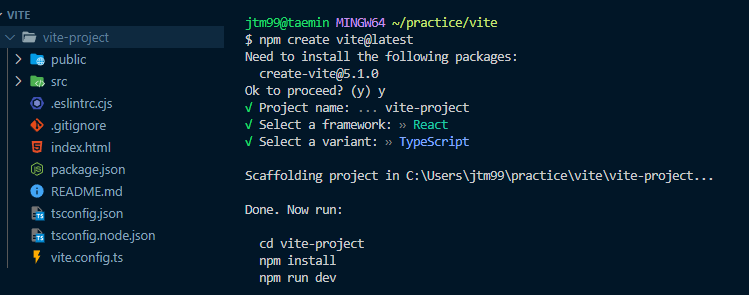 VITE
vite-project
public
src
.eslintrc.cjs
.gitignore
index.html
package.json
README.md
tsconfig.json
tsconfig.node.json
vite.config.ts
jtm99@taemin MINGW64 ~/practice/vite
$ npm create vite@latest
Need to install the following packages:
  create-vite@5.1.0
Ok to proceed? (y) y
√ Project name: ... vite-project
√ Select a framework: » React
√ Select a variant: » TypeScript

Scaffolding project in C:\Users\jtm99\practice\vite\vite-project...

Done. Now run:

  cd vite-project
  npm install
  npm run dev